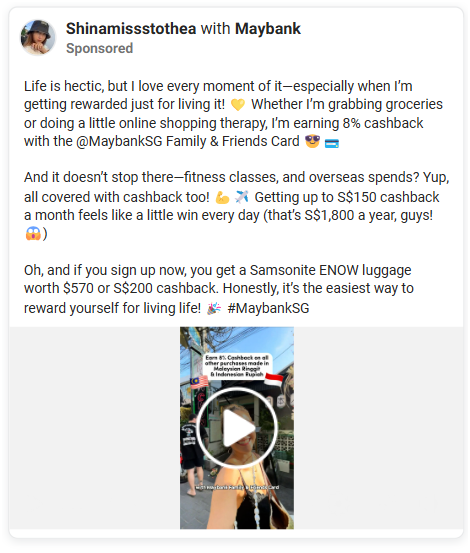 Shinamissstothea with Maybank
Sponsored
Life is hectic, but I love every moment of it—especially when I’m
getting rewarded just for living it! 💛 Whether I’m grabbing groceries
or doing a little online shopping therapy, I’m earning 8% cashback
with the @MaybankSG Family & Friends Card 😎 💳
And it doesn’t stop there—fitness classes, and overseas spends? Yup,
all covered with cashback too! 💪 ✈️ Getting up to S$150 cashback
a month feels like a little win every day (that’s S$1,800 a year, guys!
😱)
Oh, and if you sign up now, you get a Samsonite ENOW luggage
worth $570 or S$200 cashback. Honestly, it’s the easiest way to
reward yourself for living life! 🎉 #MaybankSG
Earn 8% Cashback on all
other purchases made in
Malaysian Ringgit
& Indonesian Rupiah
with Maybank Family & Friends Card